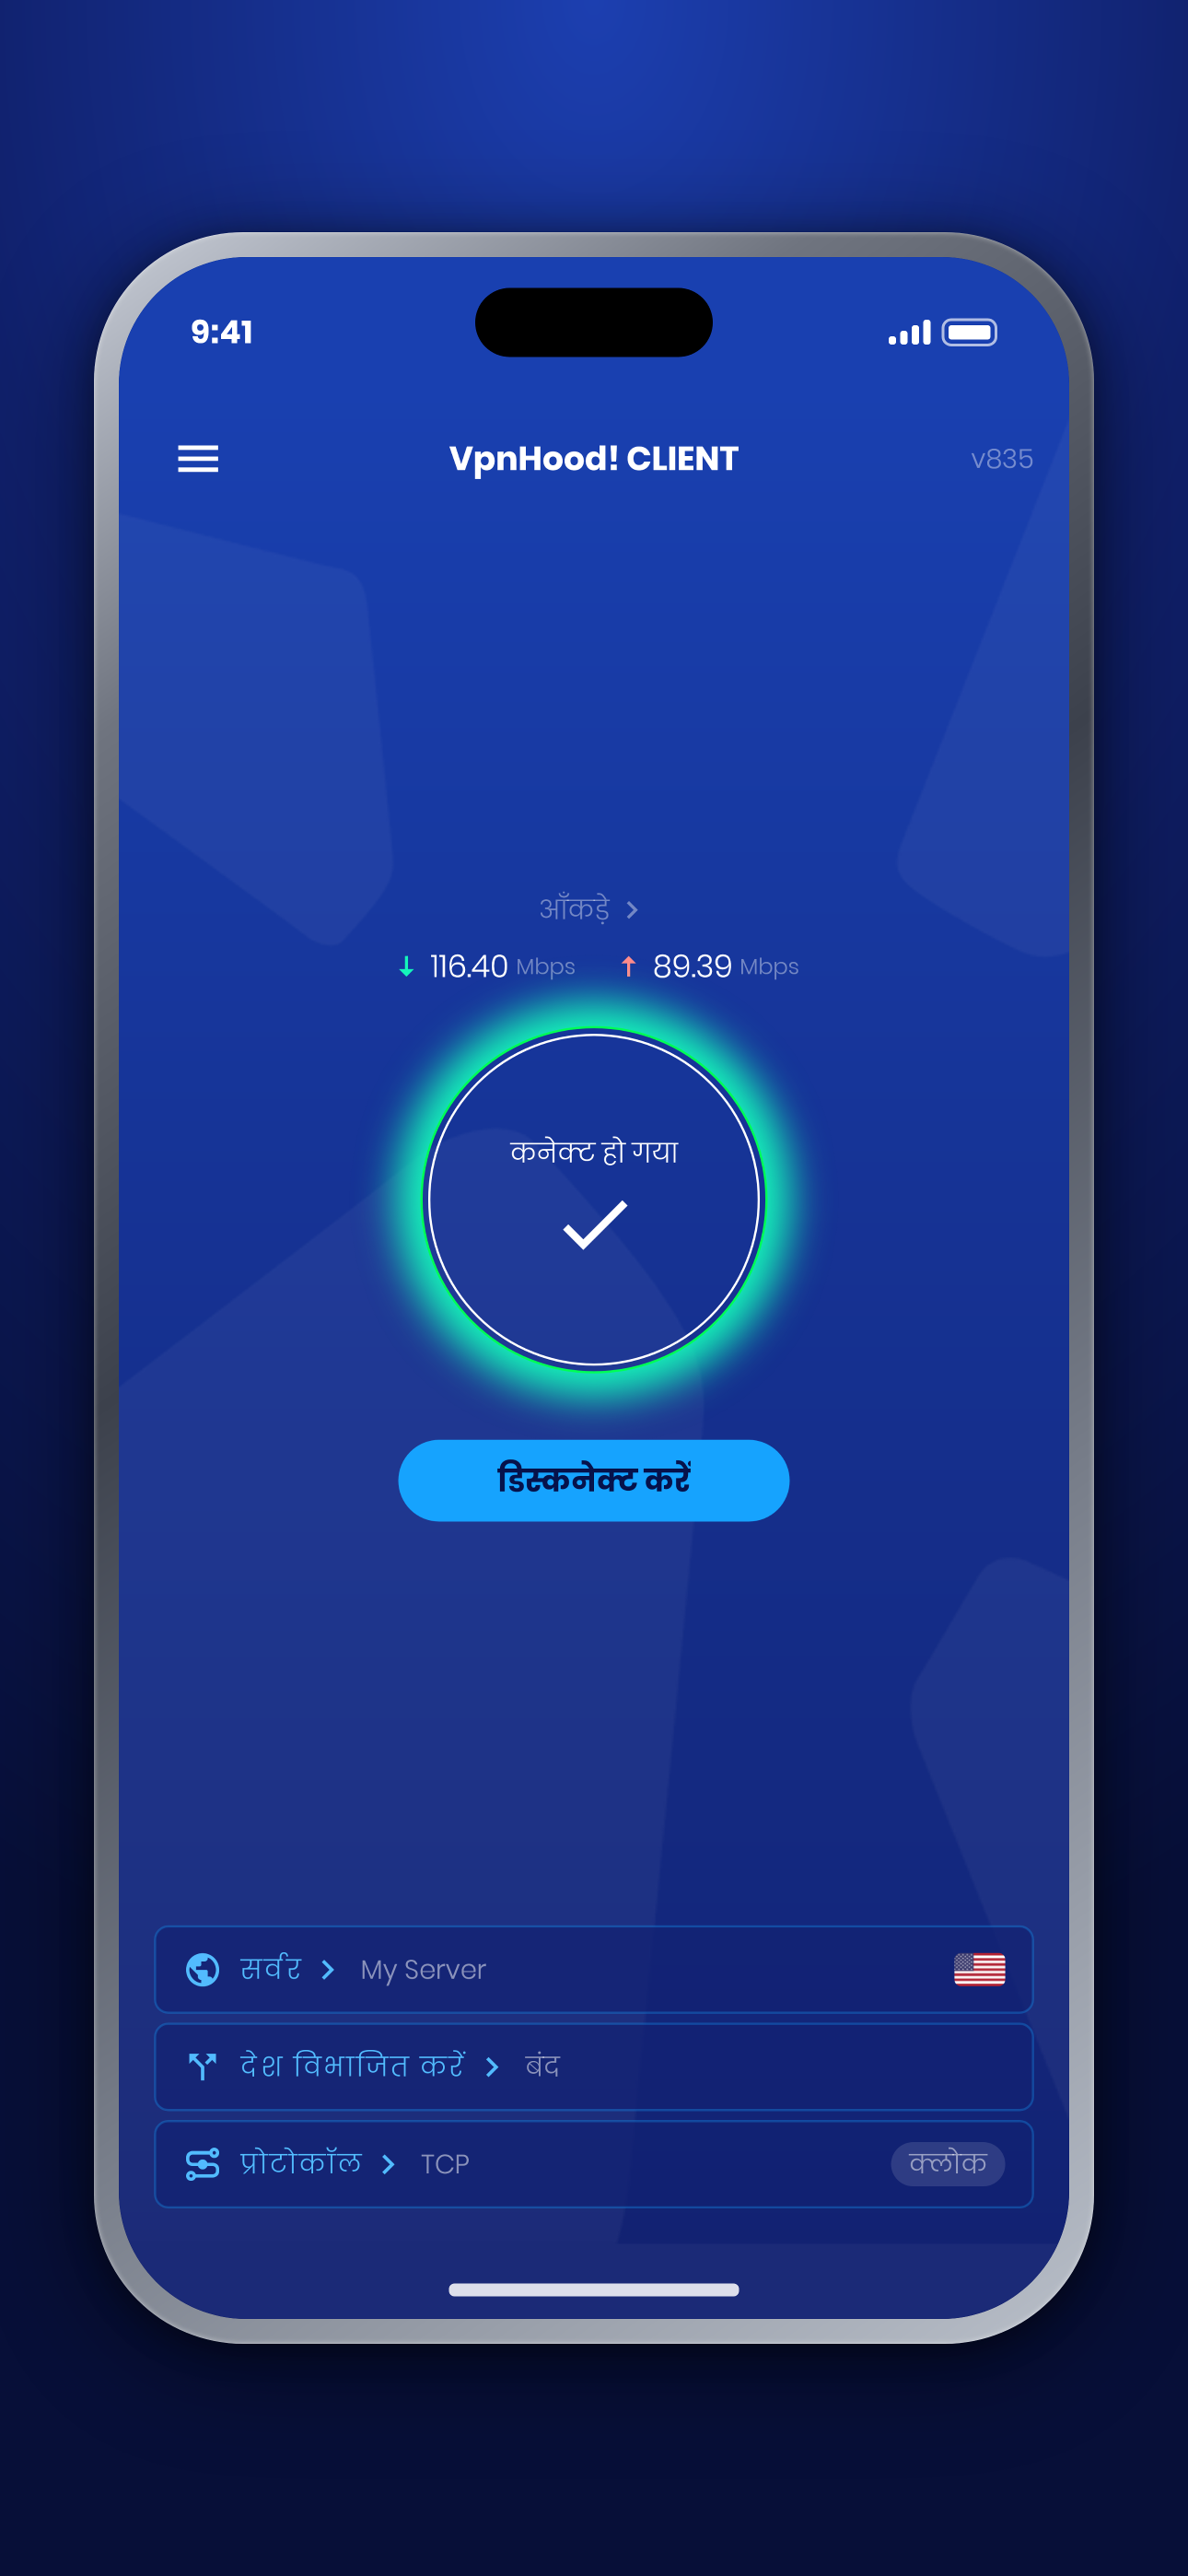 9:41
VpnHood! CLIENT v835
आँकड़े
116.40 Mbps 89.39 Mbps
कनेक्ट हो गया
डिस्कनेक्ट करें
सर्वर My Server
देश विभाजित करें बंद
प्रोटोकॉल TCP क्लोक